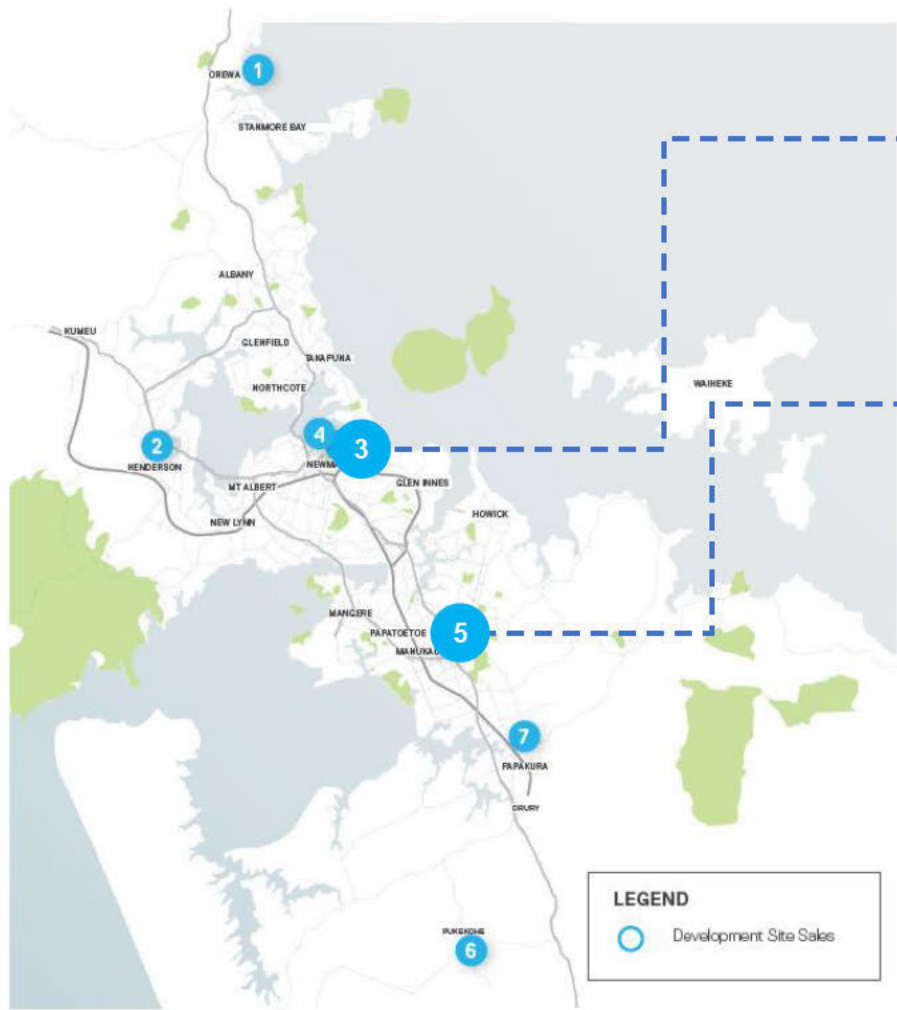 OREWA
1
STANMORE BAY
ALBANY
KUMEU
GLENFIELD
TAKAPUNA
WAIHEKE
NORTHCOTE
4
3
2
HENDERSON
NEWMA
GLEN INNES
MT ALBERT
HOWICK
NEW LYNN
MANGERE
PAPATOETOE
5
MANUKAU
7
PAPAKURA
DRURY
LEGEND
Development Site Sales
PUKEKOHE
6